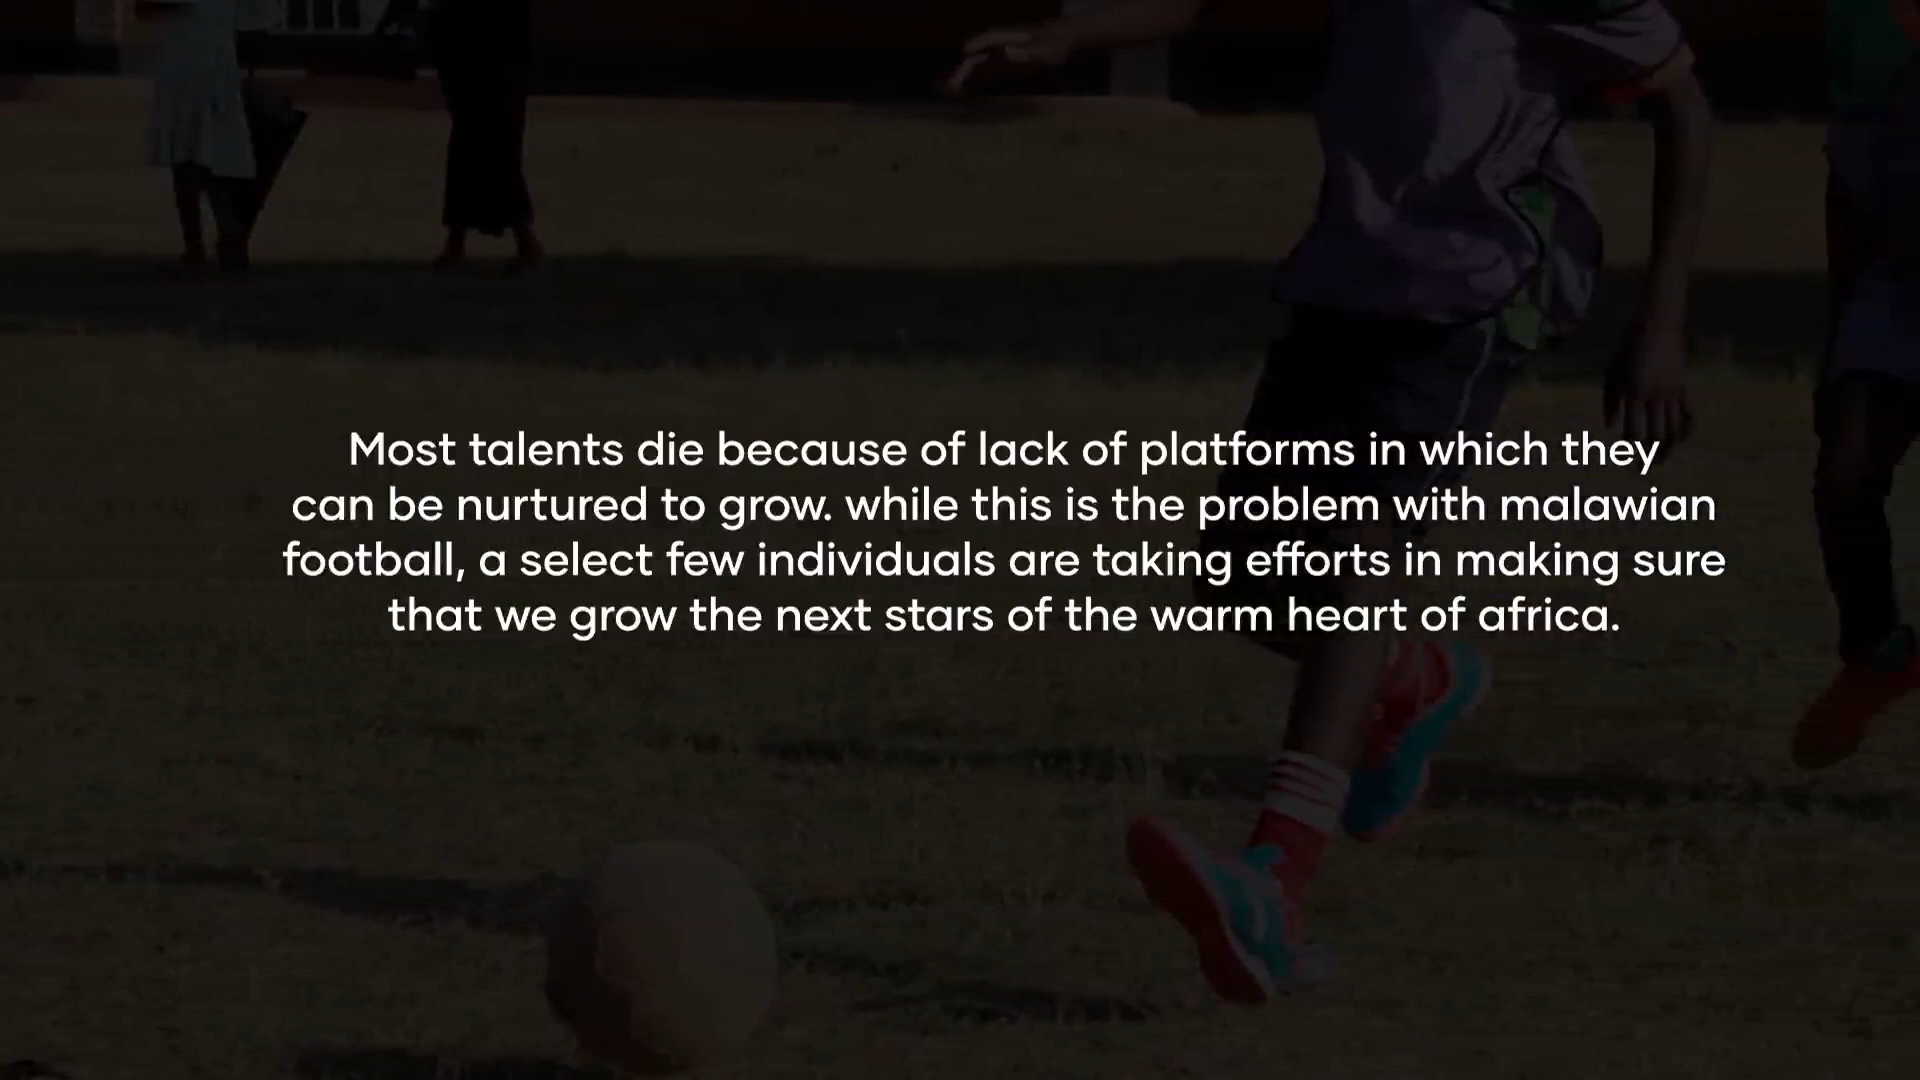 Most talents die because of lack of platforms in which they
can be nurtured to grow. while this is the problem with malawian
football, a select few individuals are taking efforts in making sure
that we grow the next stars of the warm heart of africa.